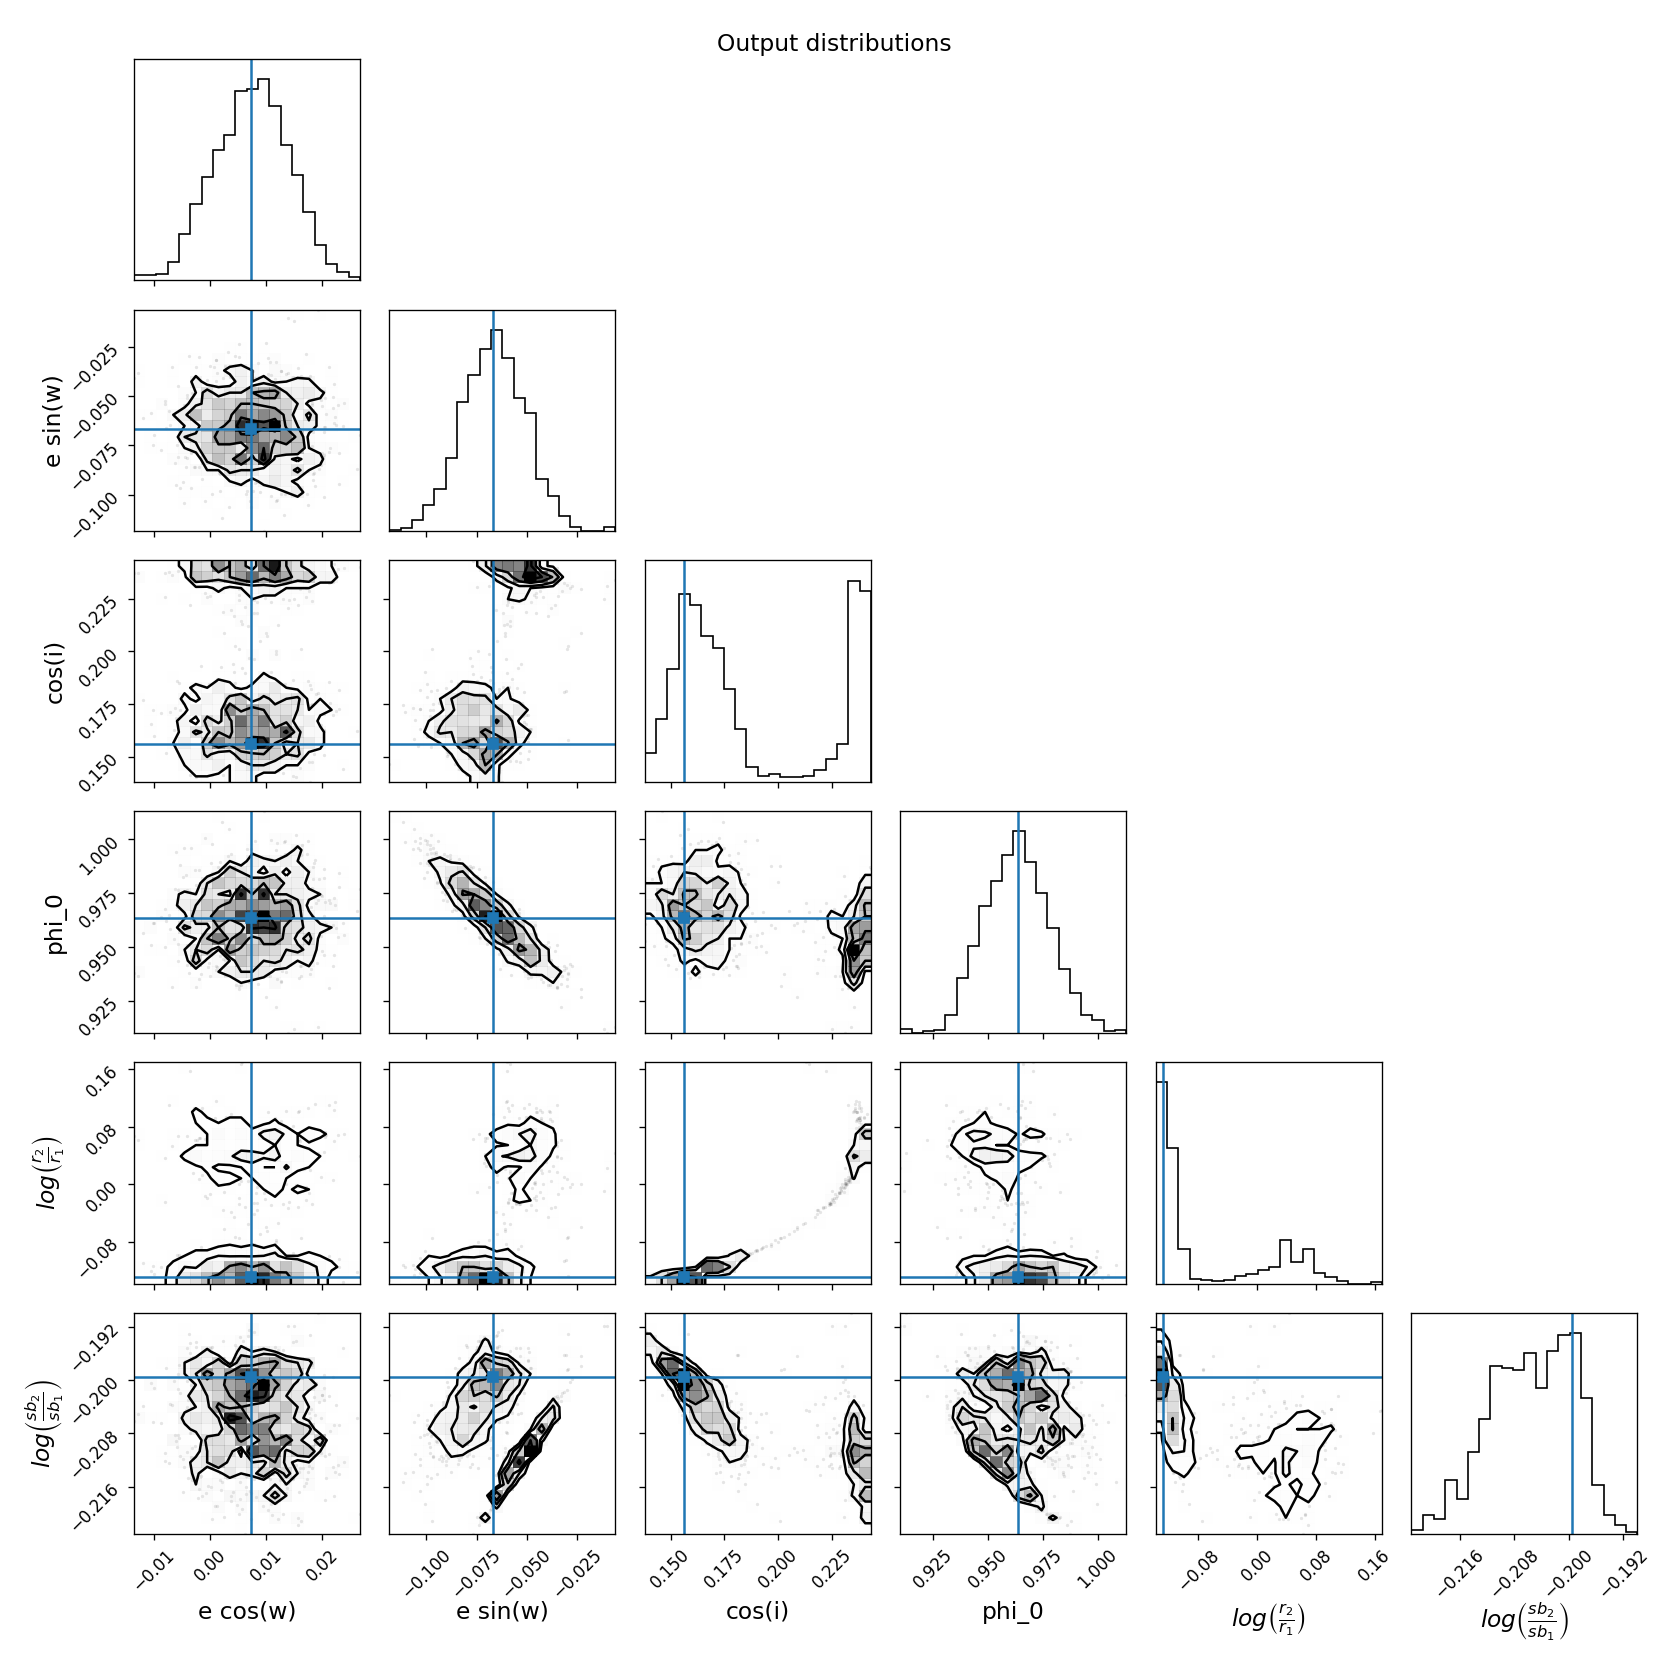 Output distributions
−0.025
−0.050
−0.075
−0.100
e sin(w)
0.225
0.200
0.175
0.150
cos(i)
1.000
0.975
0.950
0.925
phi_0
0.16
0.08
0.00
−0.08
log(r₂/r₁)
−0.192
−0.200
−0.208
−0.216
log(sb₂/sb₁)
−0.01 0.00 0.01 0.02 −0.100 −0.075 −0.050 −0.025 0.150 0.175 0.200 0.225 0.925 0.950 0.975 1.000 −0.08 0.00 0.08 0.16 −0.216 −0.208 −0.200 −0.192
e cos(w) e sin(w) cos(i) phi_0 log(r₂/r₁) log(sb₂/sb₁)